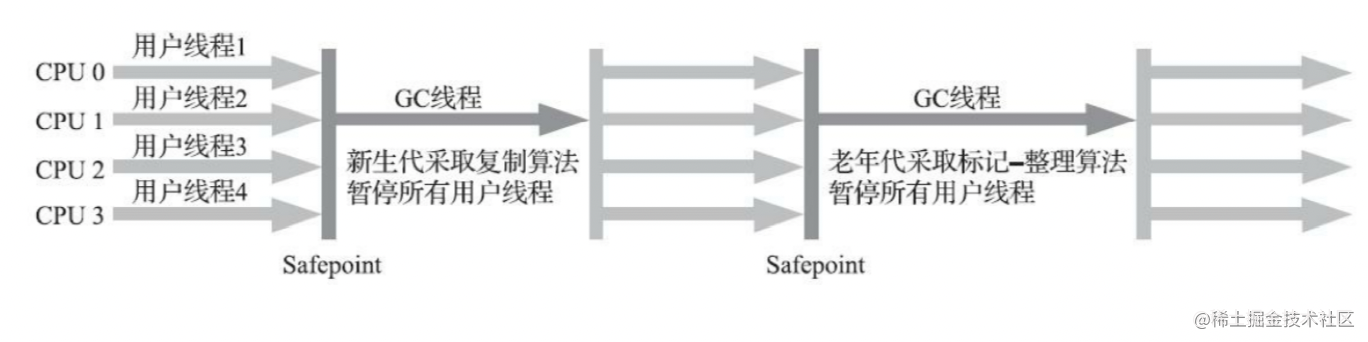 用户线程1
CPU 0
用户线程2
CPU 1
用户线程3
CPU 2
用户线程4
CPU 3
GC线程
新生代采取复制算法
暂停所有用户线程
GC线程
老年代采取标记–整理算法
暂停所有用户线程
Safepoint
Safepoint
@稀土掘金技术社区